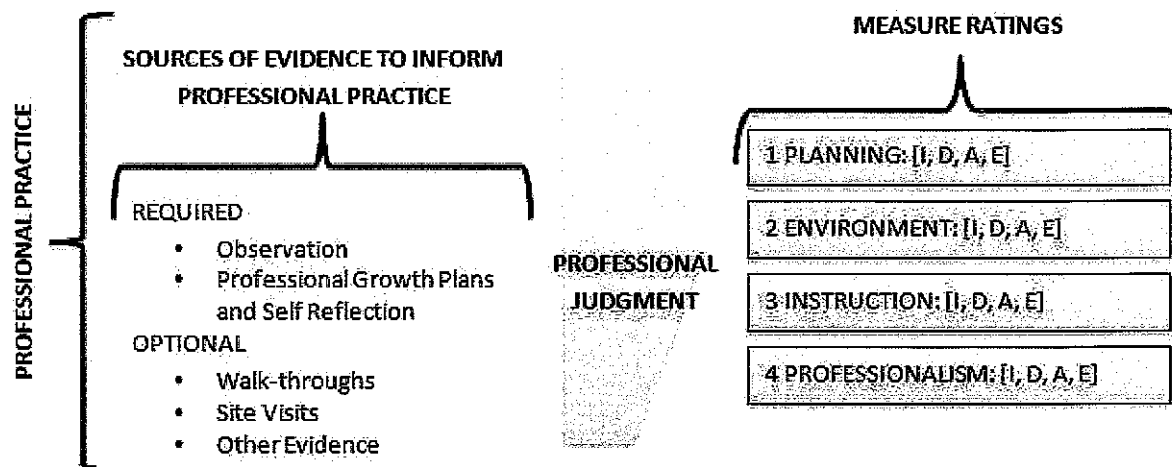 PROFESSIONAL PRACTICE
SOURCES OF EVIDENCE TO INFORM
PROFESSIONAL PRACTICE
REQUIRED
• Observation
• Professional Growth Plans
and Self Reflection
OPTIONAL
• Walk-throughs
• Site Visits
• Other Evidence
PROFESSIONAL
JUDGMENT
MEASURE RATINGS
1 PLANNING: [I, D, A, E]
2 ENVIRONMENT: [I, D, A, E]
3 INSTRUCTION: [I, D, A, E]
4 PROFESSIONALISM: [I, D, A, E]